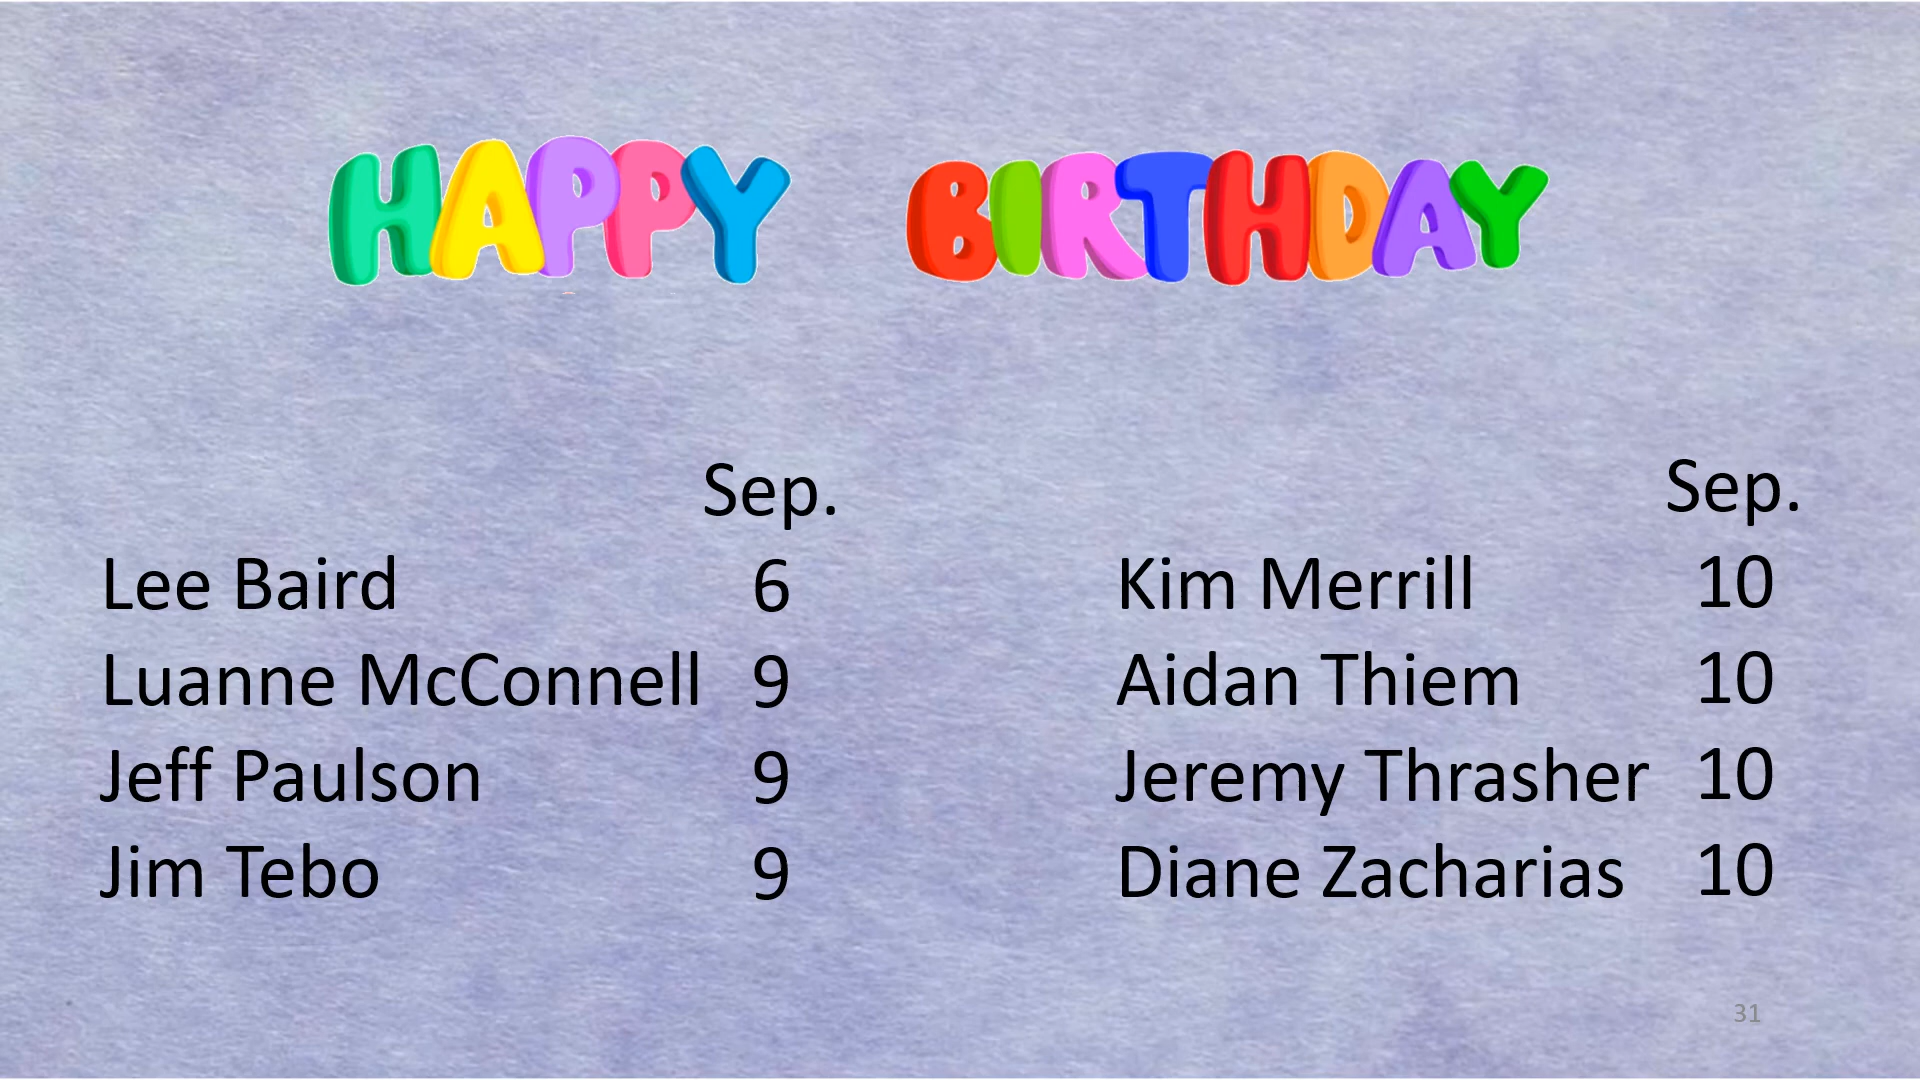 HAPPY BIRTHDAY
Sep.
Lee Baird 6
Luanne McConnell 9
Jeff Paulson 9
Jim Tebo 9
Sep.
Kim Merrill 10
Aidan Thiem 10
Jeremy Thrasher 10
Diane Zacharias 10
31